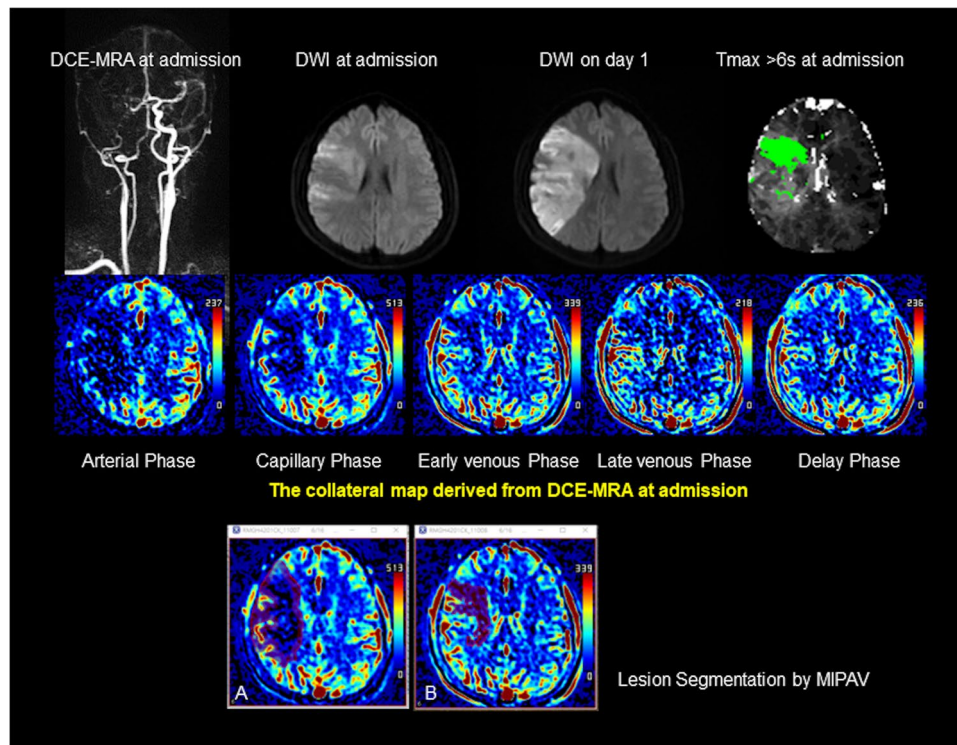 DCE-MRA at admission
DWI at admission
DWI on day 1
Tmax >6s at admission
237
0
513
0
339
0
218
0
236
0
Arterial Phase
Capillary Phase
Early venous Phase
Late venous Phase
Delay Phase
The collateral map derived from DCE-MRA at admission
513
0
A
339
0
B
Lesion Segmentation by MIPAV